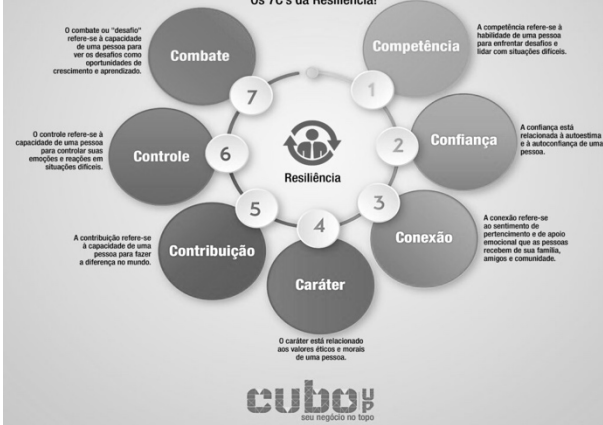 Os 7C's da Resiliência!
Competência
1
A competência refere-se à
habilidade de uma pessoa
para enfrentar desafios e
lidar com situações difíceis.
Confiança
2
A confiança está
relacionada à autoestima
e à autoconfiança de uma
pessoa.
Conexão
3
A conexão refere-se
ao sentimento de
pertencimento e de apoio
emocional que as pessoas
recebem de sua família,
amigos e comunidade.
Caráter
4
O caráter está relacionado
aos valores éticos e morais
de uma pessoa.
Contribuição
5
A contribuição refere-se
à capacidade de uma
pessoa para fazer
a diferença no mundo.
Controle
6
O controle refere-se à
capacidade de uma pessoa
para controlar suas
emoções e reações em
situações difíceis.
Combate
7
O combate ou "desafio"
refere-se à capacidade
de uma pessoa para
ver os desafios como
oportunidades de
crescimento e aprendizado.
Resiliência
cubo UP
seu negócio no topo